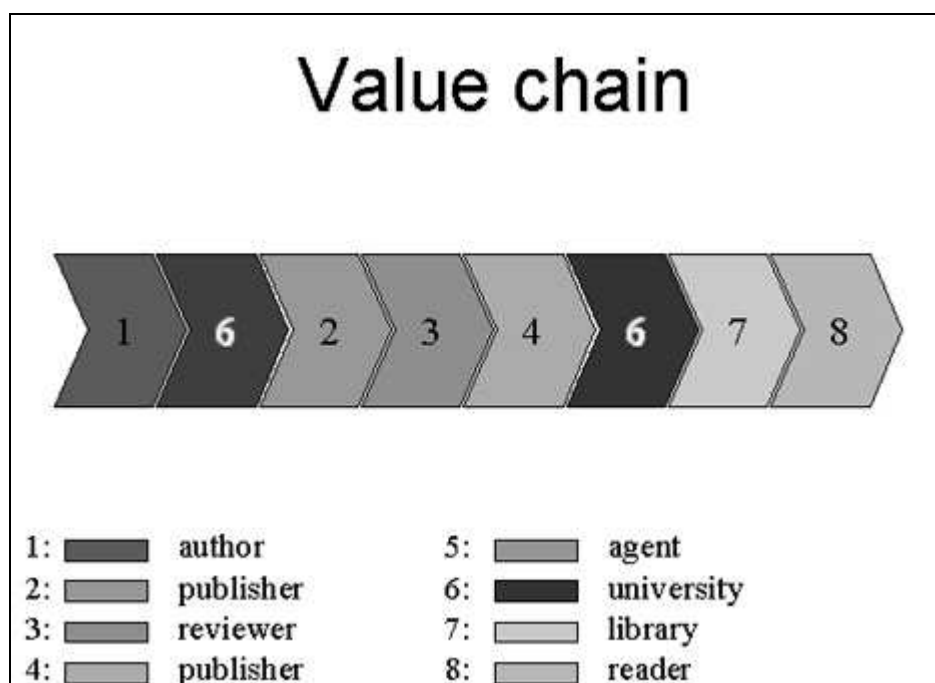 Value chain
1 6 2 3 4 6 7 8
1: author 5: agent
2: publisher 6: university
3: reviewer 7: library
4: publisher 8: reader